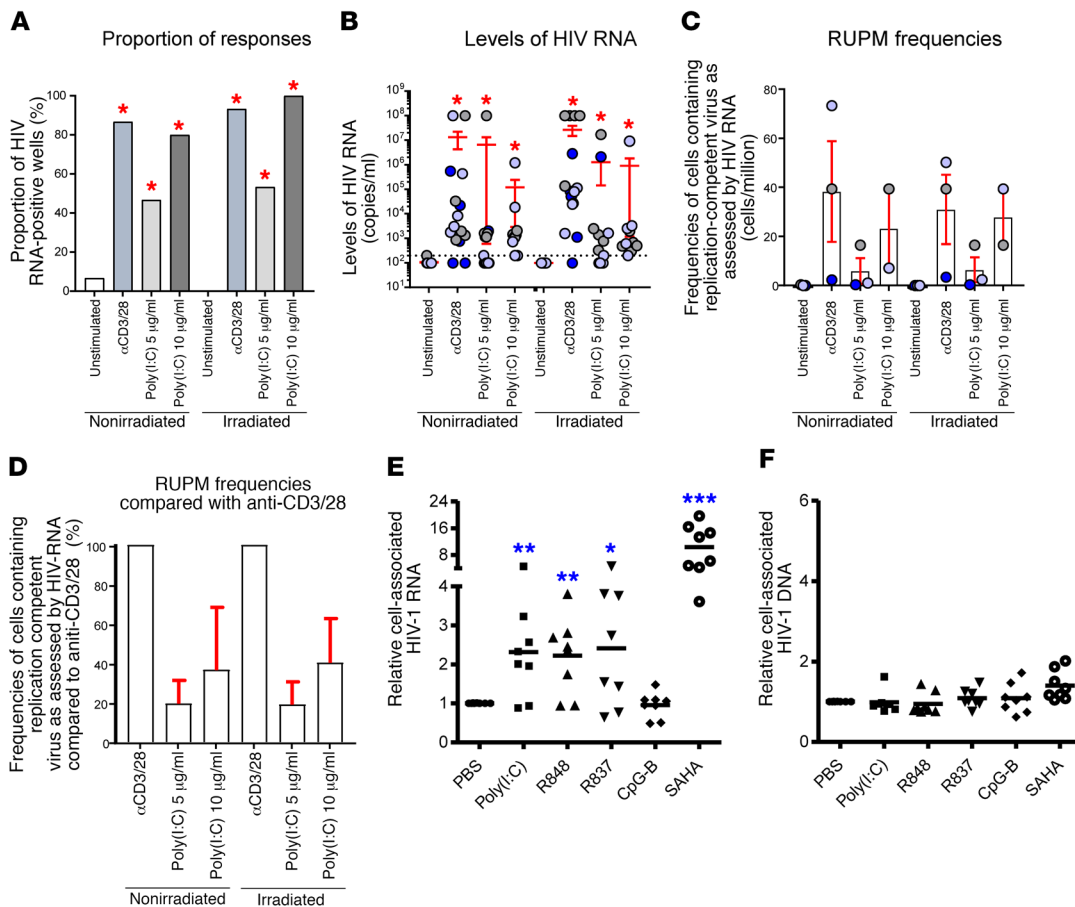 A
Proportion of responses
Proportion of HIV
RNA-positive wells (%)
100
80
60
40
20
0
*
*
*
*
*
*
Unstimulated
αCD3/28
Poly(I:C) 5 μg/ml
Poly(I:C) 10 μg/ml
Unstimulated
αCD3/28
Poly(I:C) 5 μg/ml
Poly(I:C) 10 μg/ml
Nonirradiated
Irradiated
B
Levels of HIV RNA
Levels of HIV RNA
(copies/ml)
10⁹
10⁸
10⁷
10⁶
10⁵
10⁴
10³
10²
10¹
*
*
*
*
*
*
Unstimulated
αCD3/28
Poly(I:C) 5 μg/ml
Poly(I:C) 10 μg/ml
Unstimulated
αCD3/28
Poly(I:C) 5 μg/ml
Poly(I:C) 10 μg/ml
Nonirradiated
Irradiated
C
RUPM frequencies
Frequencies of cells containing
replication-competent virus as
assessed by HIV RNA
(cells/million)
80
60
40
20
0
Unstimulated
αCD3/28
Poly(I:C) 5 μg/ml
Poly(I:C) 10 μg/ml
Unstimulated
αCD3/28
Poly(I:C) 5 μg/ml
Poly(I:C) 10 μg/ml
Nonirradiated
Irradiated
D
RUPM frequencies
compared with anti-CD3/28
Frequencies of cells containing
replication competent
virus as assessed by HIV-RNA
compared to anti-CD3/28 (%)
100
80
60
40
20
0
αCD3/28
Poly(I:C) 5 μg/ml
Poly(I:C) 10 μg/ml
αCD3/28
Poly(I:C) 5 μg/ml
Poly(I:C) 10 μg/ml
Nonirradiated
Irradiated
E
Relative cell-associated
HIV-1 RNA
24
16
8
4
3
2
1
0
**
**
*
***
PBS
Poly(I:C)
R848
R837
CpG-B
SAHA
F
Relative cell-associated
HIV-1 DNA
6
4
2
0
PBS
Poly(I:C)
R848
R837
CpG-B
SAHA